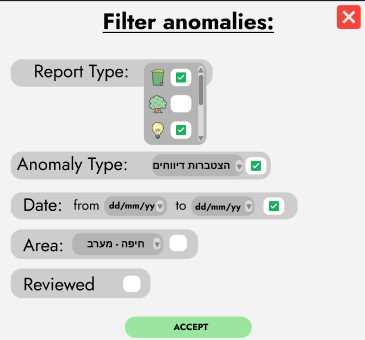 Filter anomalies:
Report Type:
Anomaly Type: הצטברות דיווחים
Date: from dd/mm/yy to dd/mm/yy
Area: חיפה - מערב
Reviewed
ACCEPT